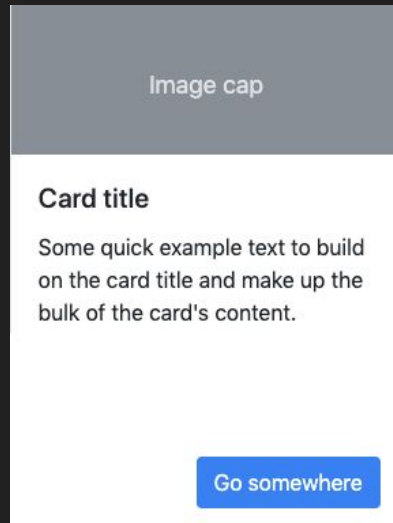 Image cap
Card title
Some quick example text to build
on the card title and make up the
bulk of the card's content.
Go somewhere